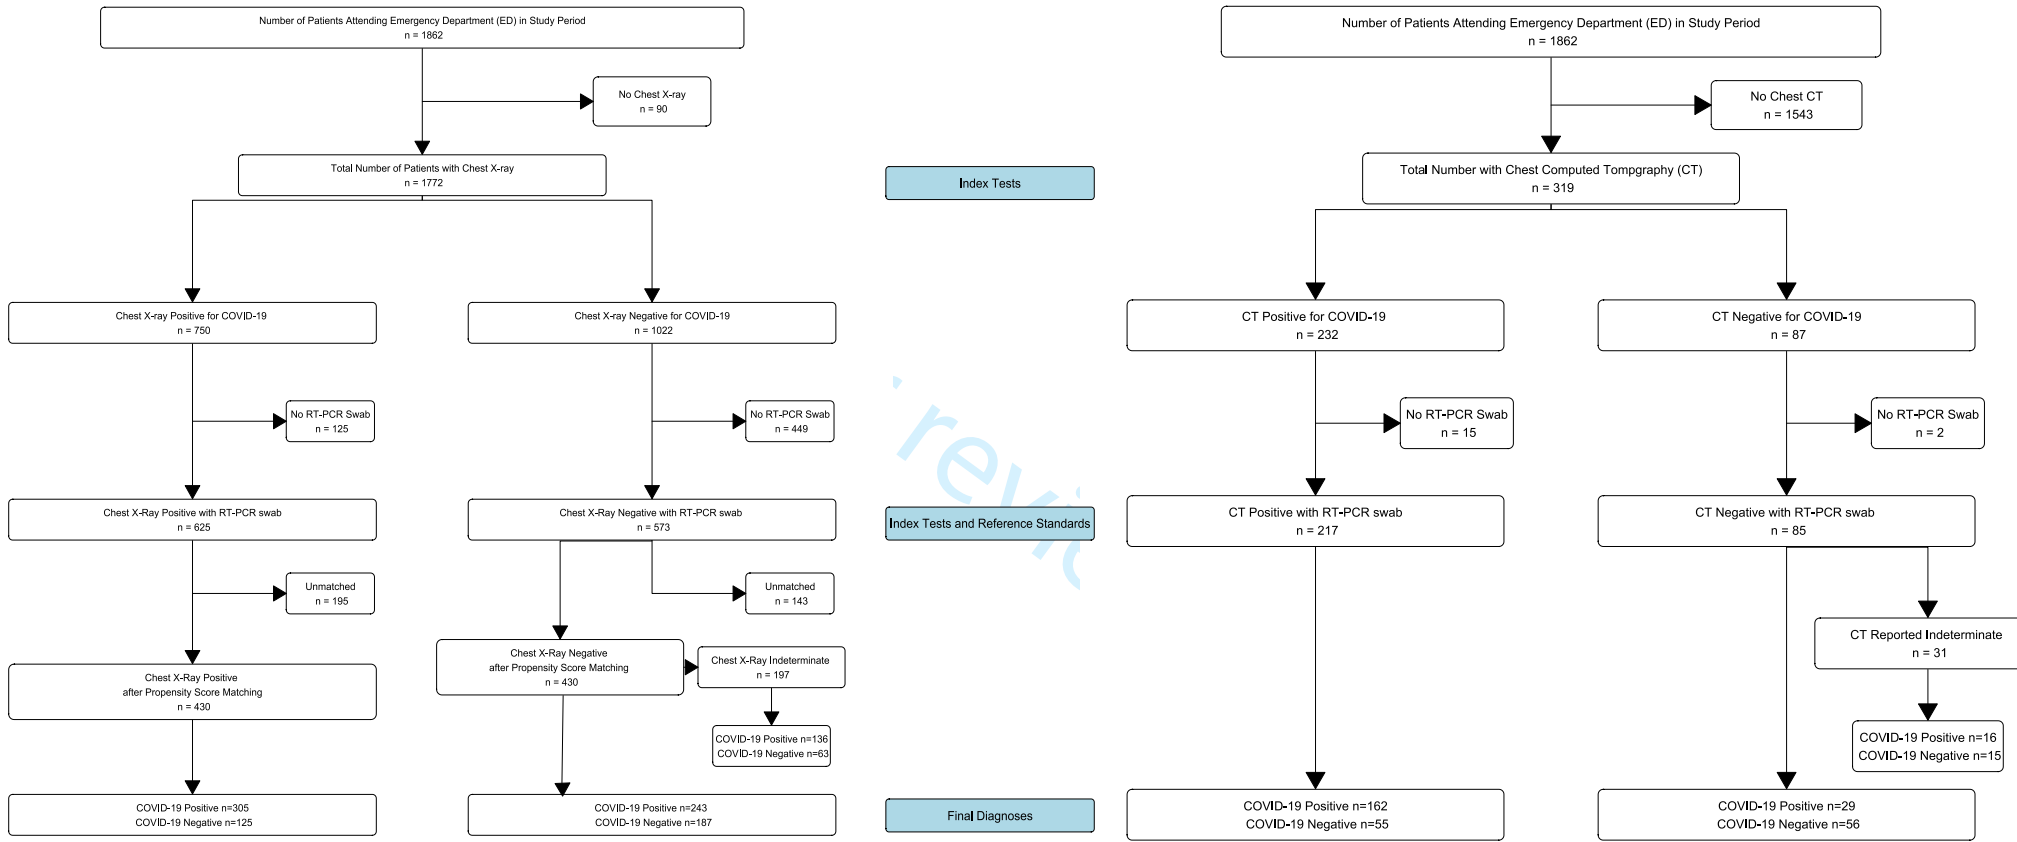 Number of Patients Attending Emergency Department (ED) in Study Period
n = 1862
No Chest X-ray
n = 90
Total Number of Patients with Chest X-ray
n = 1772
Chest X-ray Positive for COVID-19
n = 750
Chest X-ray Negative for COVID-19
n = 1022
No RT-PCR Swab
n = 125
No RT-PCR Swab
n = 449
Chest X-Ray Positive with RT-PCR swab
n = 625
Chest X-Ray Negative with RT-PCR swab
n = 573
Unmatched
n = 195
Unmatched
n = 143
Chest X-Ray Positive
after Propensity Score Matching
n = 430
Chest X-Ray Negative
after Propensity Score Matching
n = 430
Chest X-Ray Indeterminate
n = 197
COVID-19 Positive n=136
COVID-19 Negative n=63
COVID-19 Positive n=305
COVID-19 Negative n=125
COVID-19 Positive n=243
COVID-19 Negative n=187
Index Tests
Index Tests and Reference Standards
Final Diagnoses
Number of Patients Attending Emergency Department (ED) in Study Period
n = 1862
No Chest CT
n = 1543
Total Number with Chest Computed Tompgraphy (CT)
n = 319
CT Positive for COVID-19
n = 232
CT Negative for COVID-19
n = 87
No RT-PCR Swab
n = 15
No RT-PCR Swab
n = 2
CT Positive with RT-PCR swab
n = 217
CT Negative with RT-PCR swab
n = 85
CT Reported Indeterminate
n = 31
COVID-19 Positive n=16
COVID-19 Negative n=15
COVID-19 Positive n=162
COVID-19 Negative n=55
COVID-19 Positive n=29
COVID-19 Negative n=56